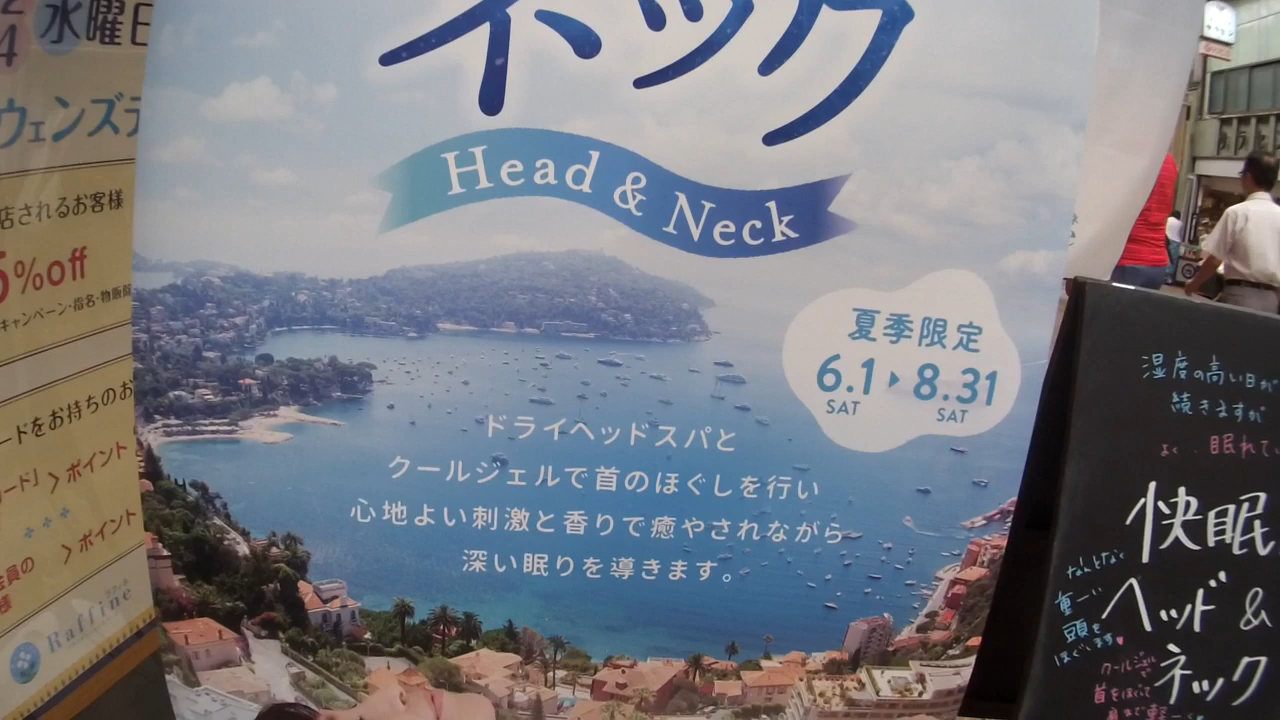 24
水曜日
ウェンズデ
店されるお客様
5%off
キャンペーン・指名・物販
ードをお持ちのお
ード」 > ポイント
会員の
様
> ポイント
Raffine
ネック
Head & Neck
夏季限定
6.1 ▶ 8.31
SAT SAT
ドライヘッドスパと
クールジェルで首のほぐしを行い
心地よい刺激と香りで癒やされながら
深い眠りを導きます。
湿度の高い日が
続きますが
眠れて
快眠
ヘッド &
ネック
なんとなく
重〜い
頭を
ほぐします♥
クールジェルで
首をほぐして